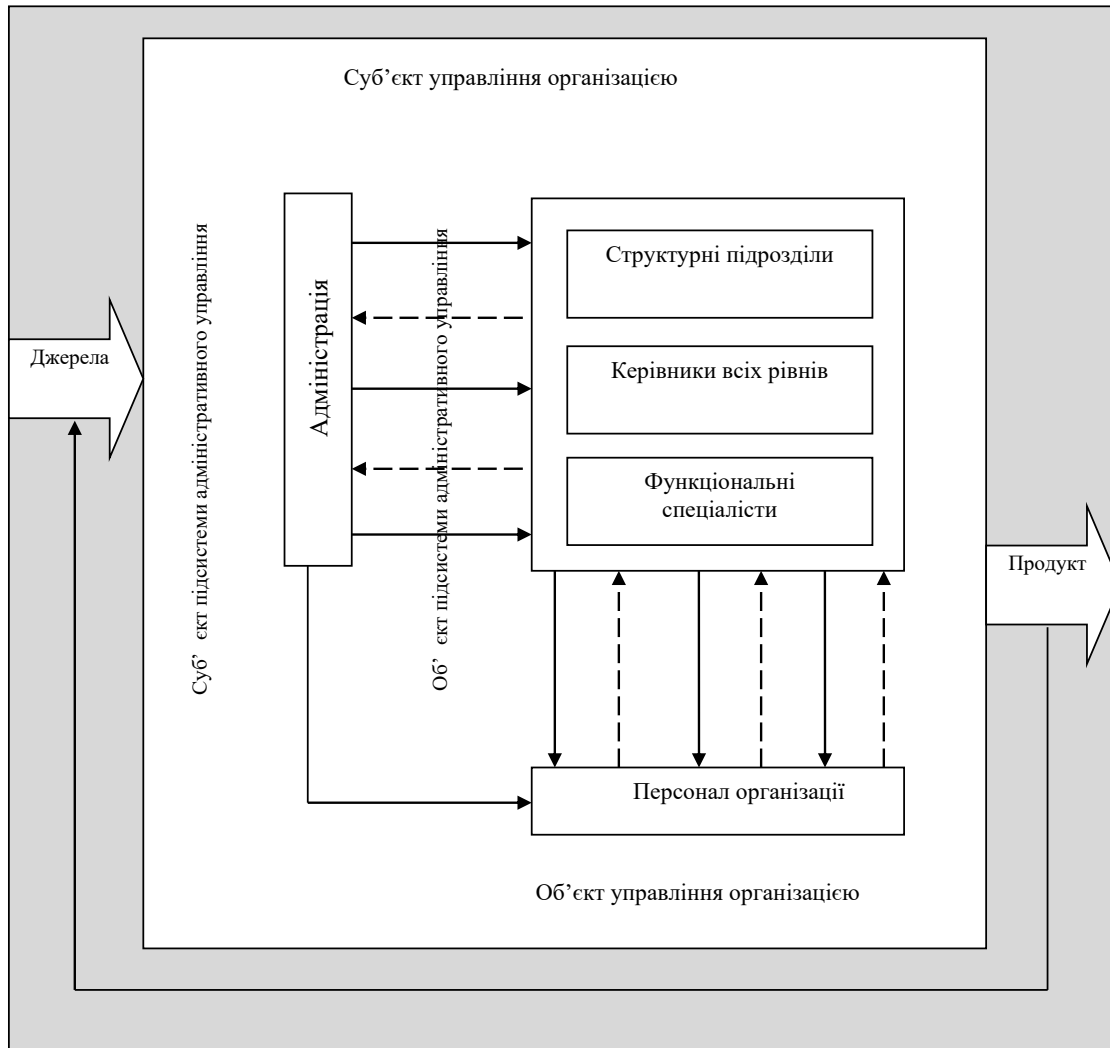 Суб’єкт управління організацією
Джерела
Суб’ єкт підсистеми адміністративного управління
Адміністрація
Об’ єкт підсистеми адміністративного управління
Структурні підрозділи
Керівники всіх рівнів
Функціональні
спеціалісти
Продукт
Персонал організації
Об’єкт управління організацією